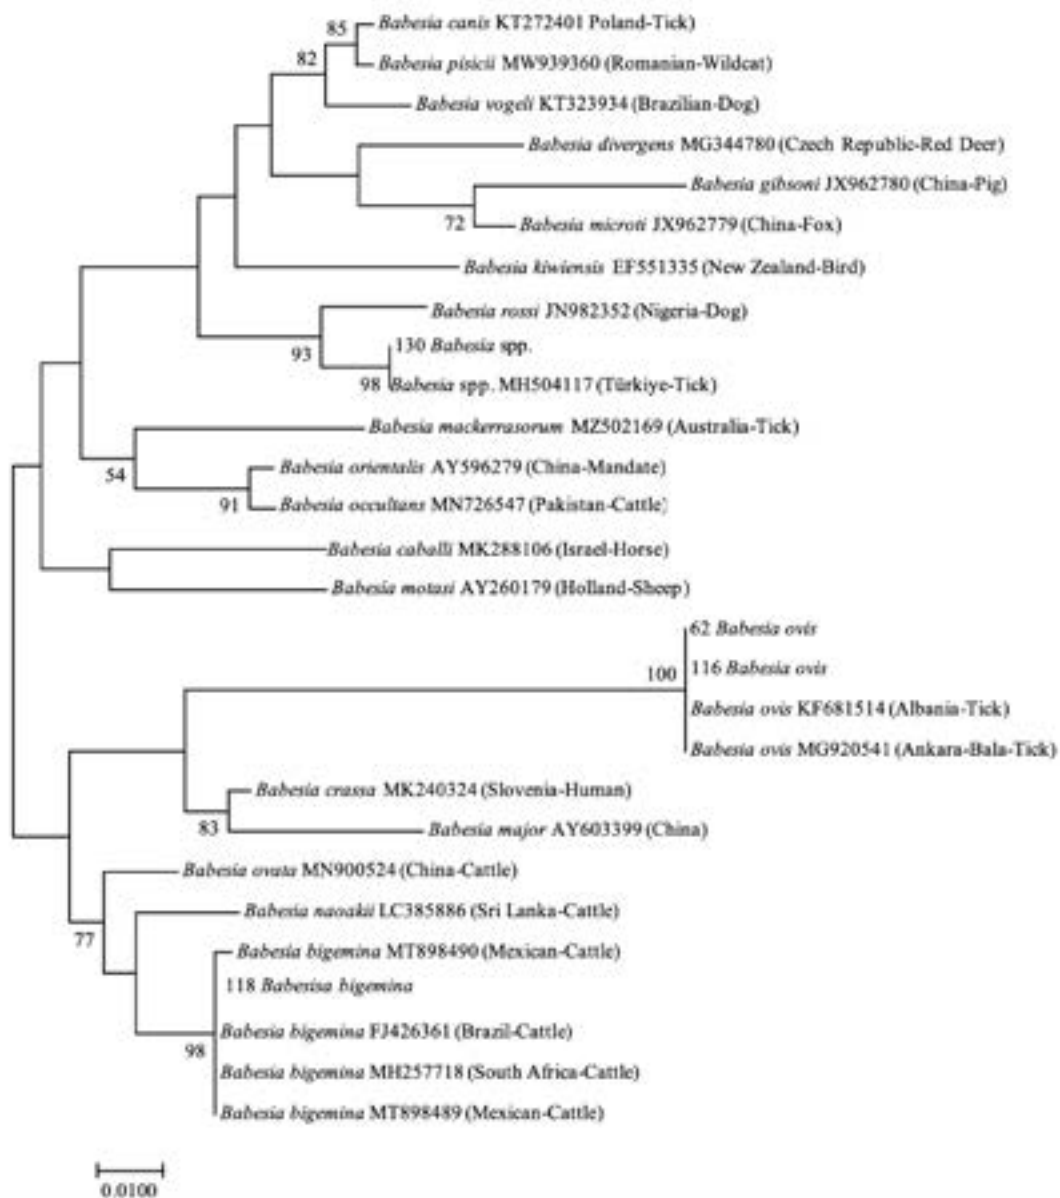 85
Babesia canis KT272401 Poland-Tick)
Babesia pisicii MW939360 (Romanian-Wildcat)
82
Babesia vogeli KT323934 (Brazilian-Dog)
Babesia divergens MG344780 (Czech Republic-Red Deer)
Babesia gibsoni JX962780 (China-Pig)
72
Babesia microti JX962779 (China-Fox)
Babesia kiwiensis EF551335 (New Zealand-Bird)
Babesia rossi JN982352 (Nigeria-Dog)
93
130 Babesia spp.
98
Babesia spp. MH504117 (Türkiye-Tick)
Babesia mackerrasorum MZ502169 (Australia-Tick)
54
Babesia orientalis AY596279 (China-Mandate)
91
Babesia occultans MN726547 (Pakistan-Cattle)
Babesia caballi MK288106 (Israel-Horse)
Babesia motasi AY260179 (Holland-Sheep)
62 Babesia ovis
100
116 Babesia ovis
Babesia ovis KF681514 (Albania-Tick)
Babesia ovis MG920541 (Ankara-Bala-Tick)
Babesia crassa MK240324 (Slovenia-Human)
83
Babesia major AY603399 (China)
Babesia ovata MN900524 (China-Cattle)
77
Babesia naoakii LC385886 (Sri Lanka-Cattle)
Babesia bigemina MT898490 (Mexican-Cattle)
118 Babesisa bigemina
Babesia bigemina FJ426361 (Brazil-Cattle)
98
Babesia bigemina MH257718 (South Africa-Cattle)
Babesia bigemina MT898489 (Mexican-Cattle)
0.0100